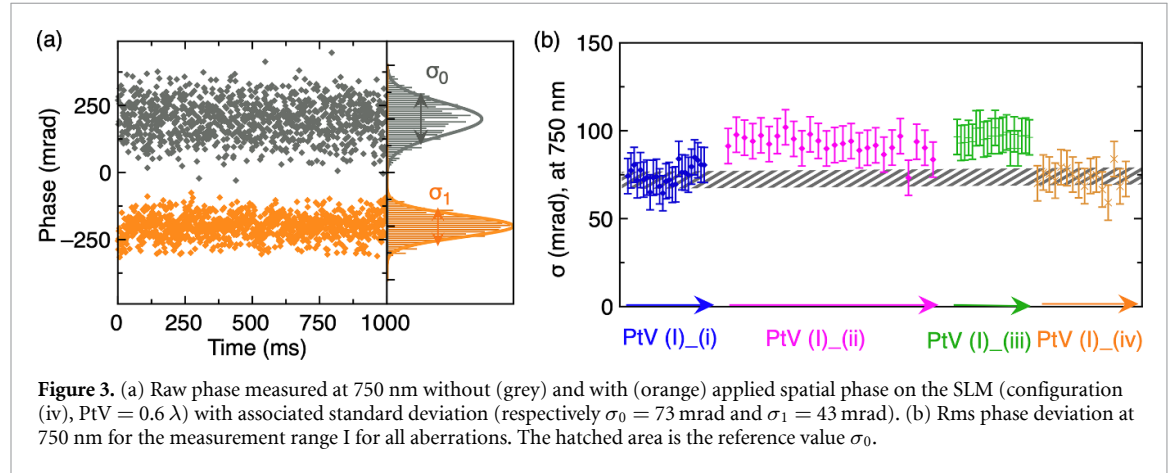 (a)
Phase (mrad)
250
0
−250
σ0
σ1
0 250 500 750 1000
Time (ms)
(b)
σ (mrad), at 750 nm
150
100
50
0
PtV (I)_(i) PtV (I)_(ii) PtV (I)_(iii) PtV (I)_(iv)
Figure 3. (a) Raw phase measured at 750 nm without (grey) and with (orange) applied spatial phase on the SLM (configuration
(iv), PtV = 0.6 λ) with associated standard deviation (respectively σ0 = 73 mrad and σ1 = 43 mrad). (b) Rms phase deviation at
750 nm for the measurement range I for all aberrations. The hatched area is the reference value σ0.